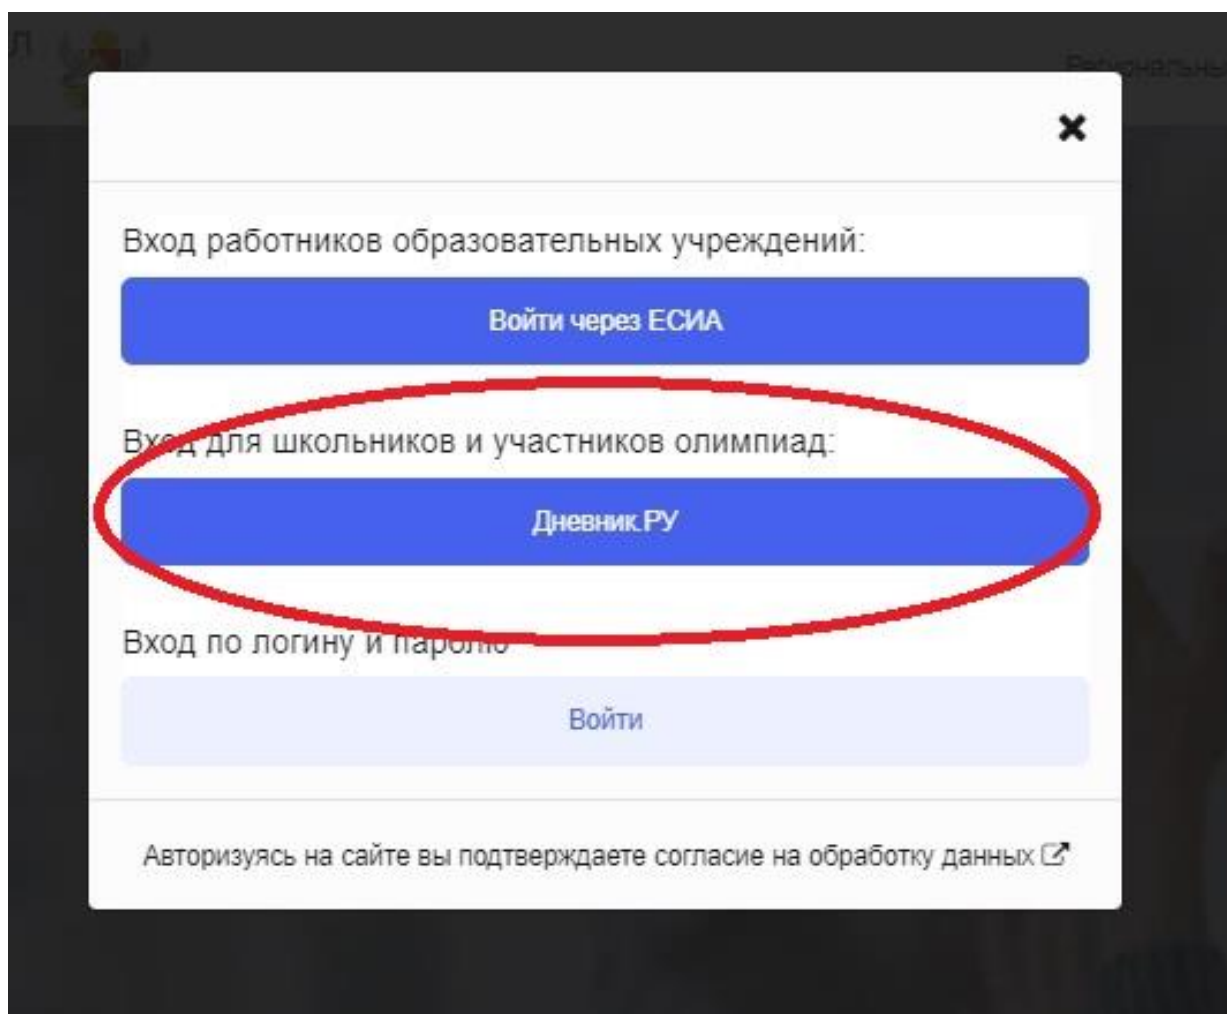 Л
Вход работников образовательных учреждений:
Войти через ЕСИА
Вход для школьников и участников олимпиад:
Дневник.РУ
Вход по логину и паролю
Войти
Авторизуясь на сайте вы подтверждаете согласие на обработку данных